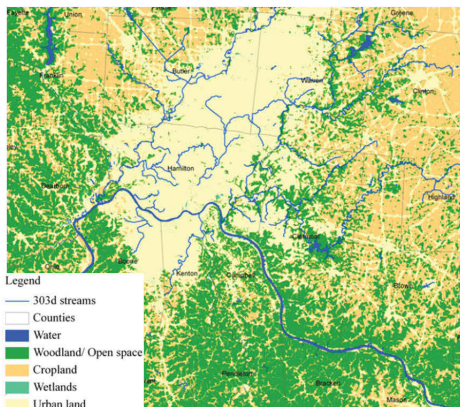 Union
Greene
Butler
Warren
Franklin
Clinton
Hamilton
Dearborn
Highland
Clermont
Boone
Kenton
Campbell
Brown
Legend
303d streams
Counties
Water
Woodland/ Open space
Cropland
Wetlands
Urban land
Pendleton
Bracken
Mason